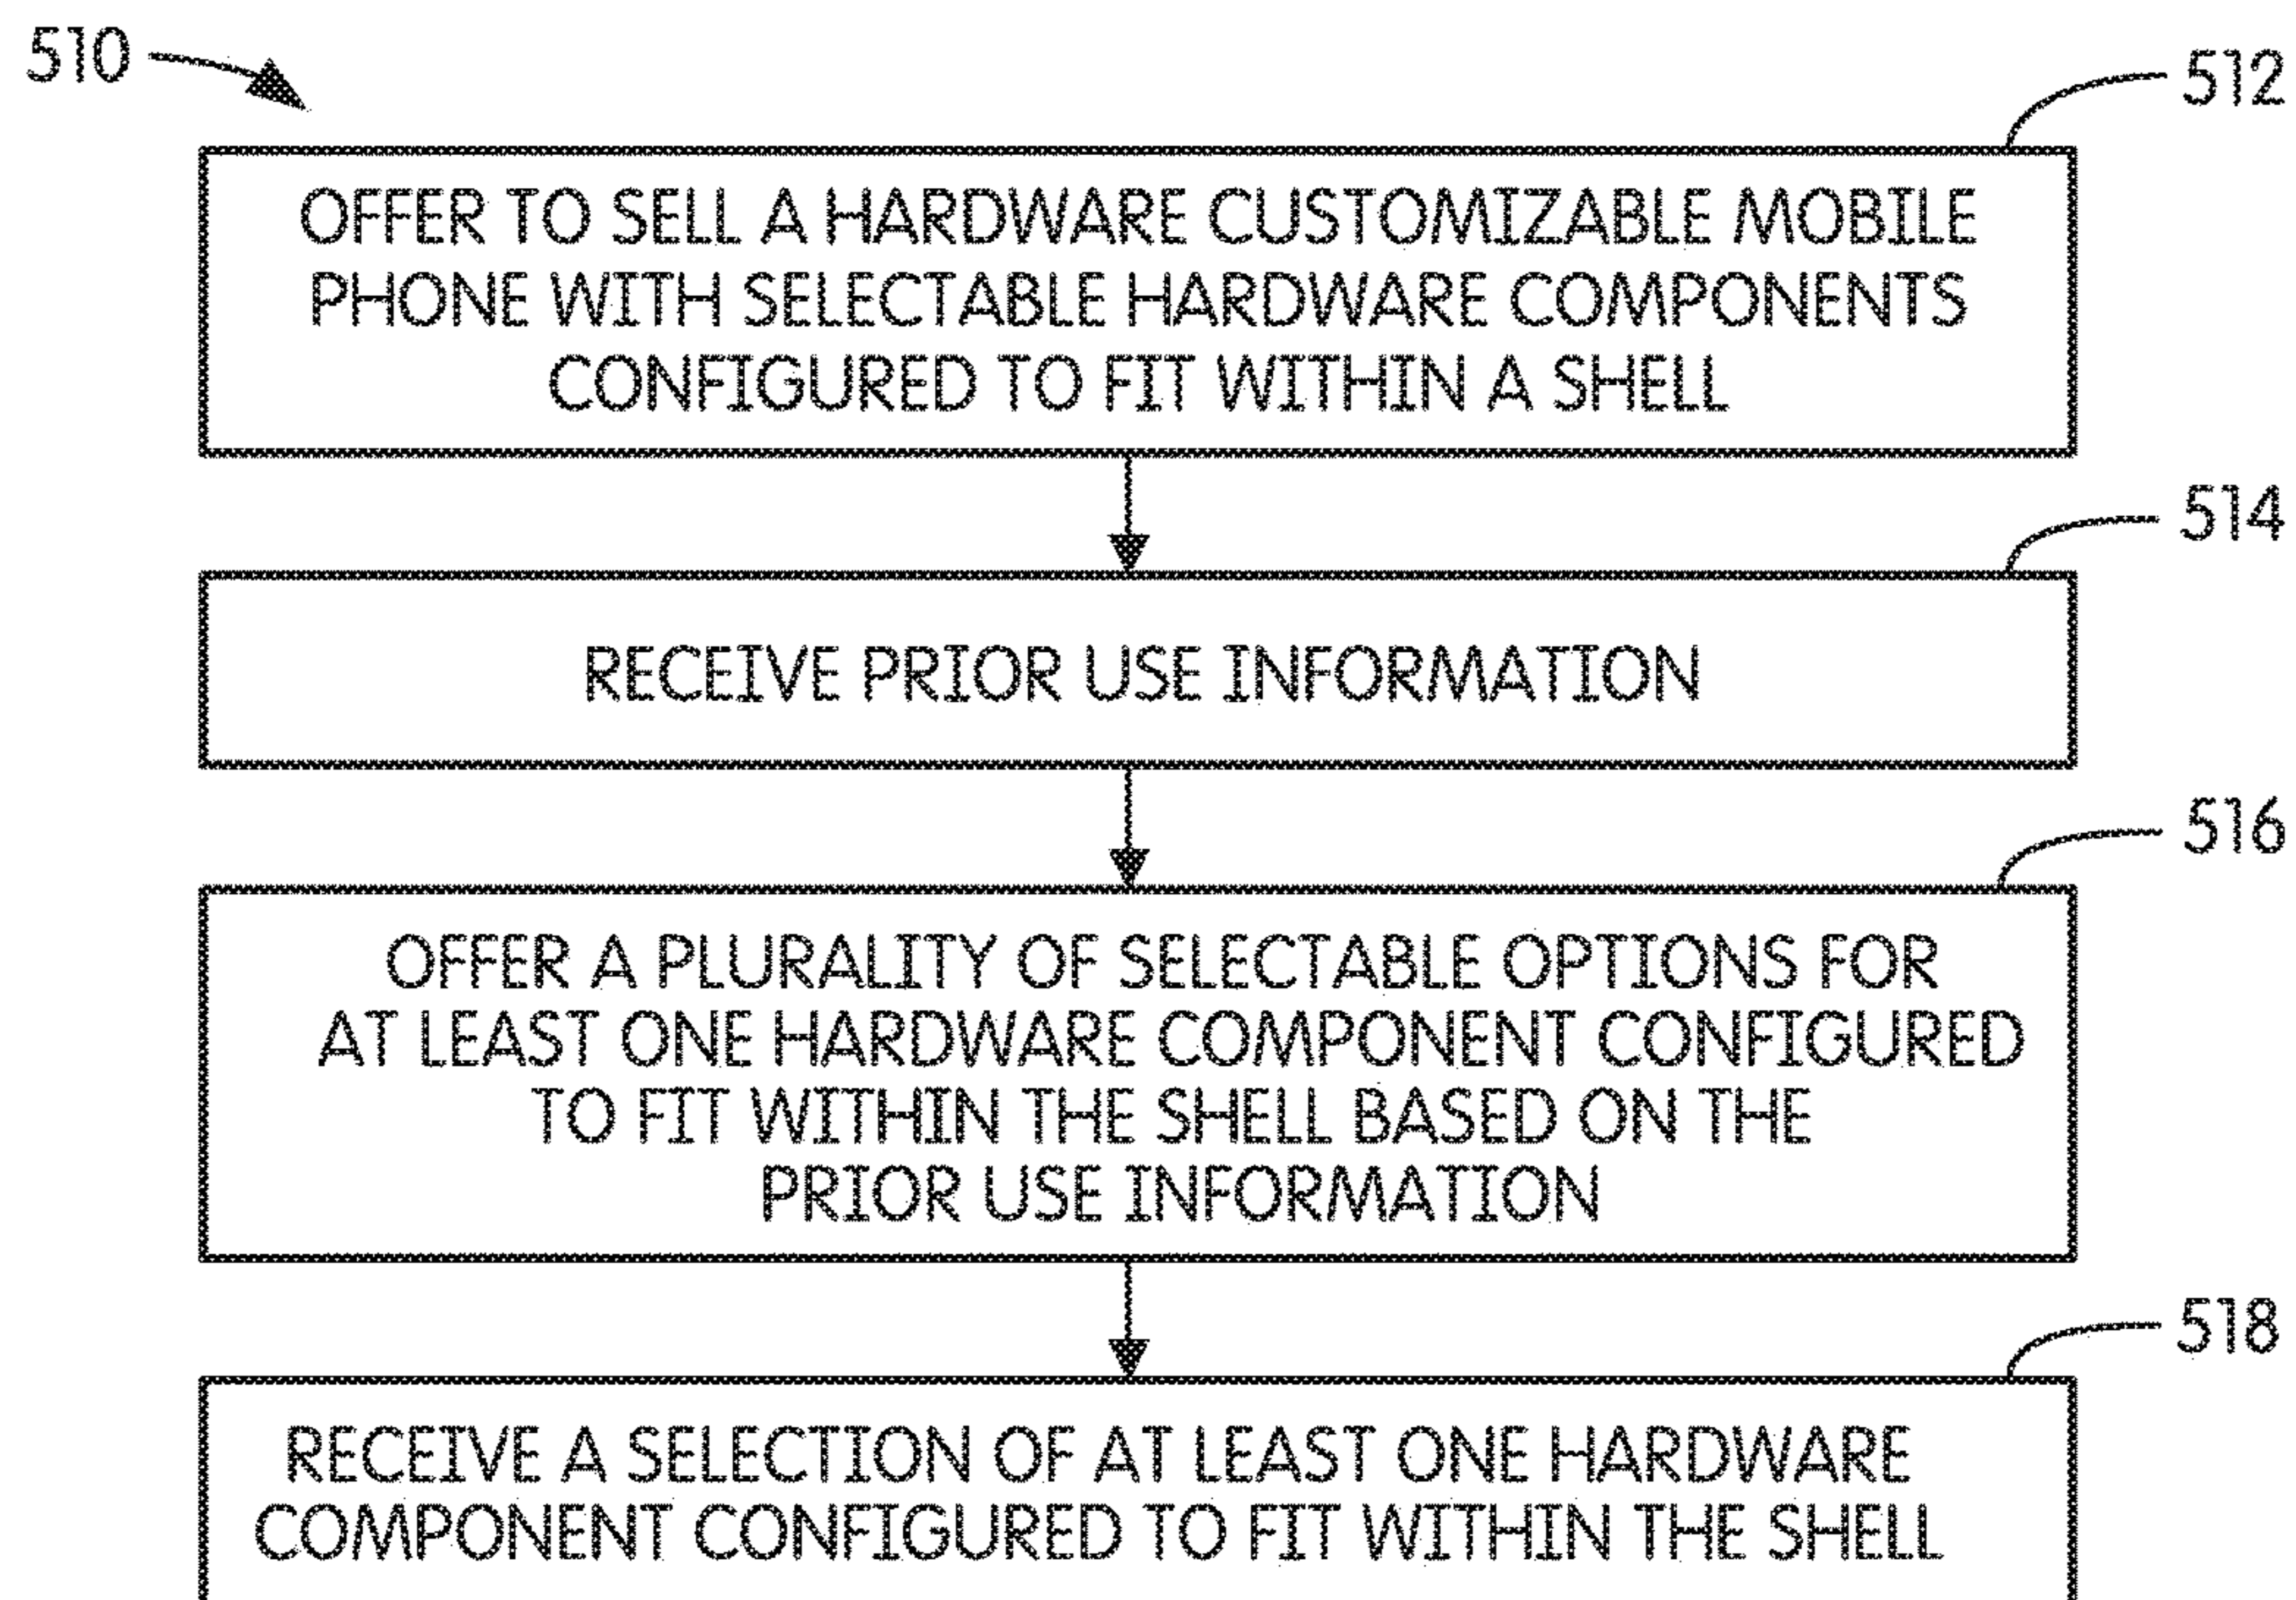 510
512
OFFER TO SELL A HARDWARE CUSTOMIZABLE MOBILE
PHONE WITH SELECTABLE HARDWARE COMPONENTS
CONFIGURED TO FIT WITHIN A SHELL
514
RECEIVE PRIOR USE INFORMATION
516
OFFER A PLURALITY OF SELECTABLE OPTIONS FOR
AT LEAST ONE HARDWARE COMPONENT CONFIGURED
TO FIT WITHIN THE SHELL BASED ON THE
PRIOR USE INFORMATION
518
RECEIVE A SELECTION OF AT LEAST ONE HARDWARE
COMPONENT CONFIGURED TO FIT WITHIN THE SHELL